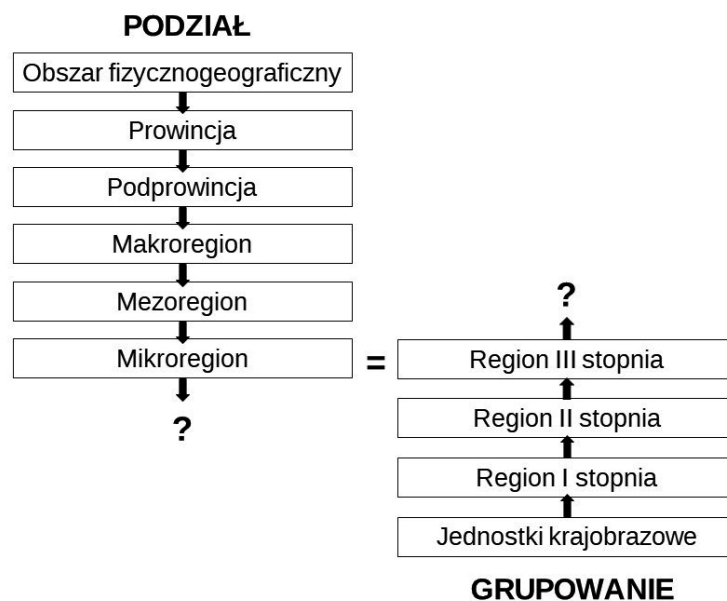 PODZIAŁ
Obszar fizycznogeograficzny
Prowincja
Podprowincja
Makroregion
Mezoregion
Mikroregion
?
=
?
Region III stopnia
Region II stopnia
Region I stopnia
Jednostki krajobrazowe
GRUPOWANIE